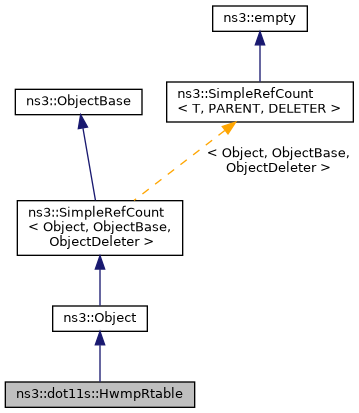 ns3::empty
ns3::SimpleRefCount
< T, PARENT, DELETER >
ns3::ObjectBase
< Object, ObjectBase,
ObjectDeleter >
ns3::SimpleRefCount
< Object, ObjectBase,
ObjectDeleter >
ns3::Object
ns3::dot11s::HwmpRtable